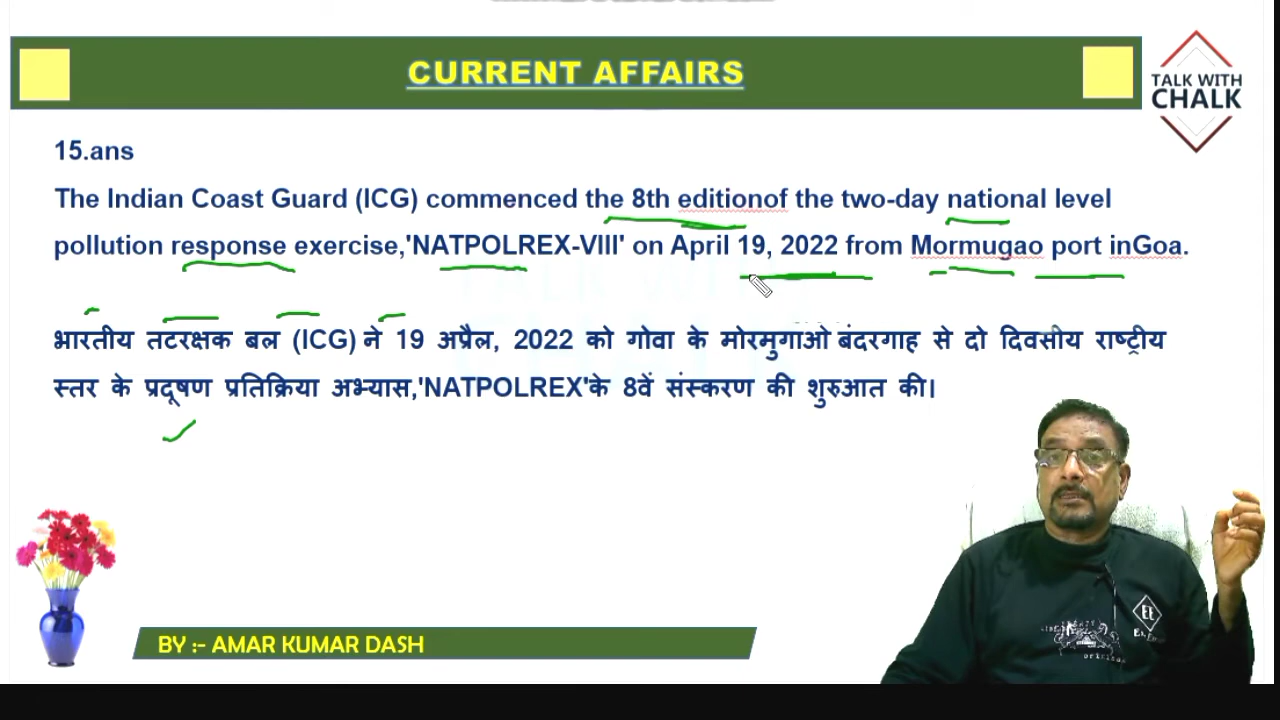 CURRENT AFFAIRS
TALK WITH
CHALK
15.ans
The Indian Coast Guard (ICG) commenced the 8th editionof the two-day national level
pollution response exercise,'NATPOLREX-VIII' on April 19, 2022 from Mormugao port inGoa.
भारतीय तटरक्षक बल (ICG) ने 19 अप्रैल, 2022 को गोवा के मोरमुगाओ बंदरगाह से दो दिवसीय राष्ट्रीय
स्तर के प्रदूषण प्रतिक्रिया अभ्यास,'NATPOLREX'के 8वें संस्करण की शुरुआत की।
EE
BY :- AMAR KUMAR DASH